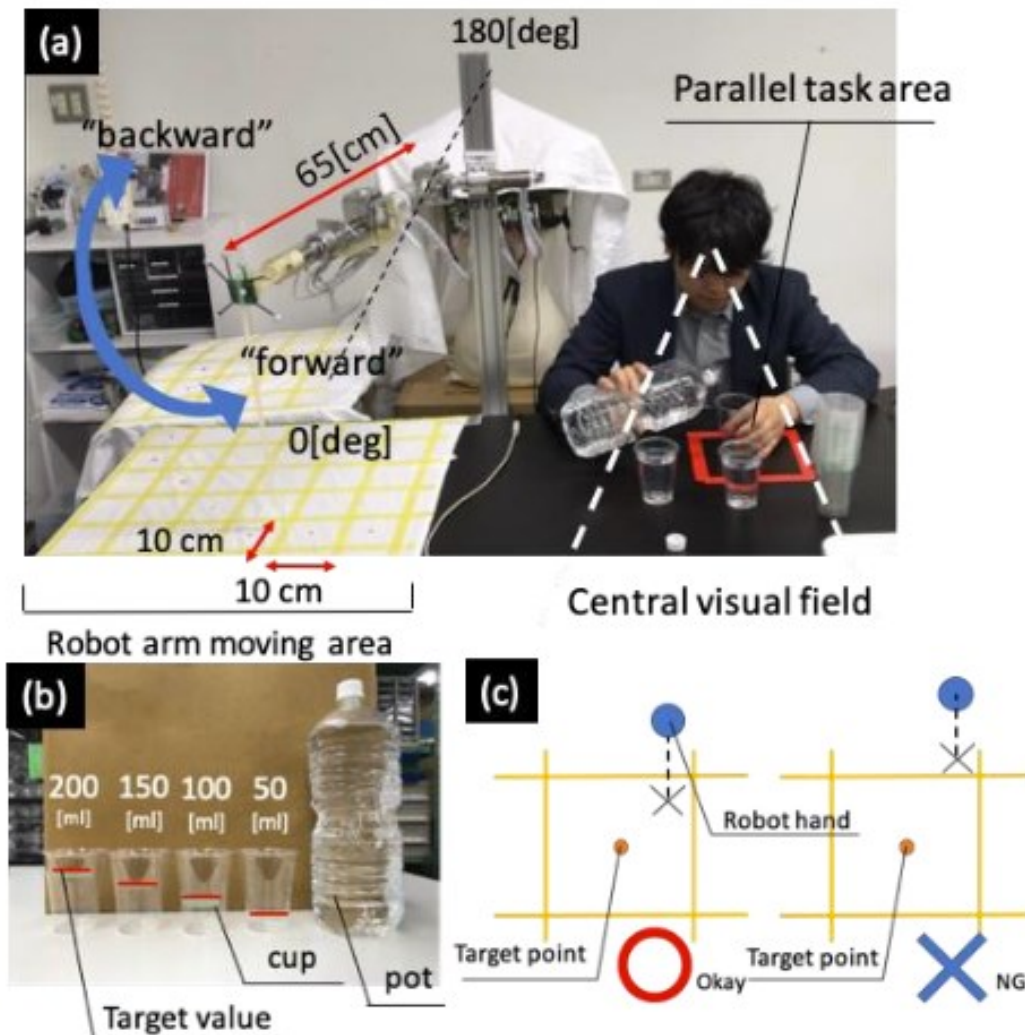 (a)
180[deg]
Parallel task area
“backward”
65[cm]
“forward”
0[deg]
10 cm
10 cm
Central visual field
Robot arm moving area
(b)
200
[ml]
150
[ml]
100
[ml]
50
[ml]
cup
pot
Target value
(c)
Robot hand
Target point
Okay
Target point
NG